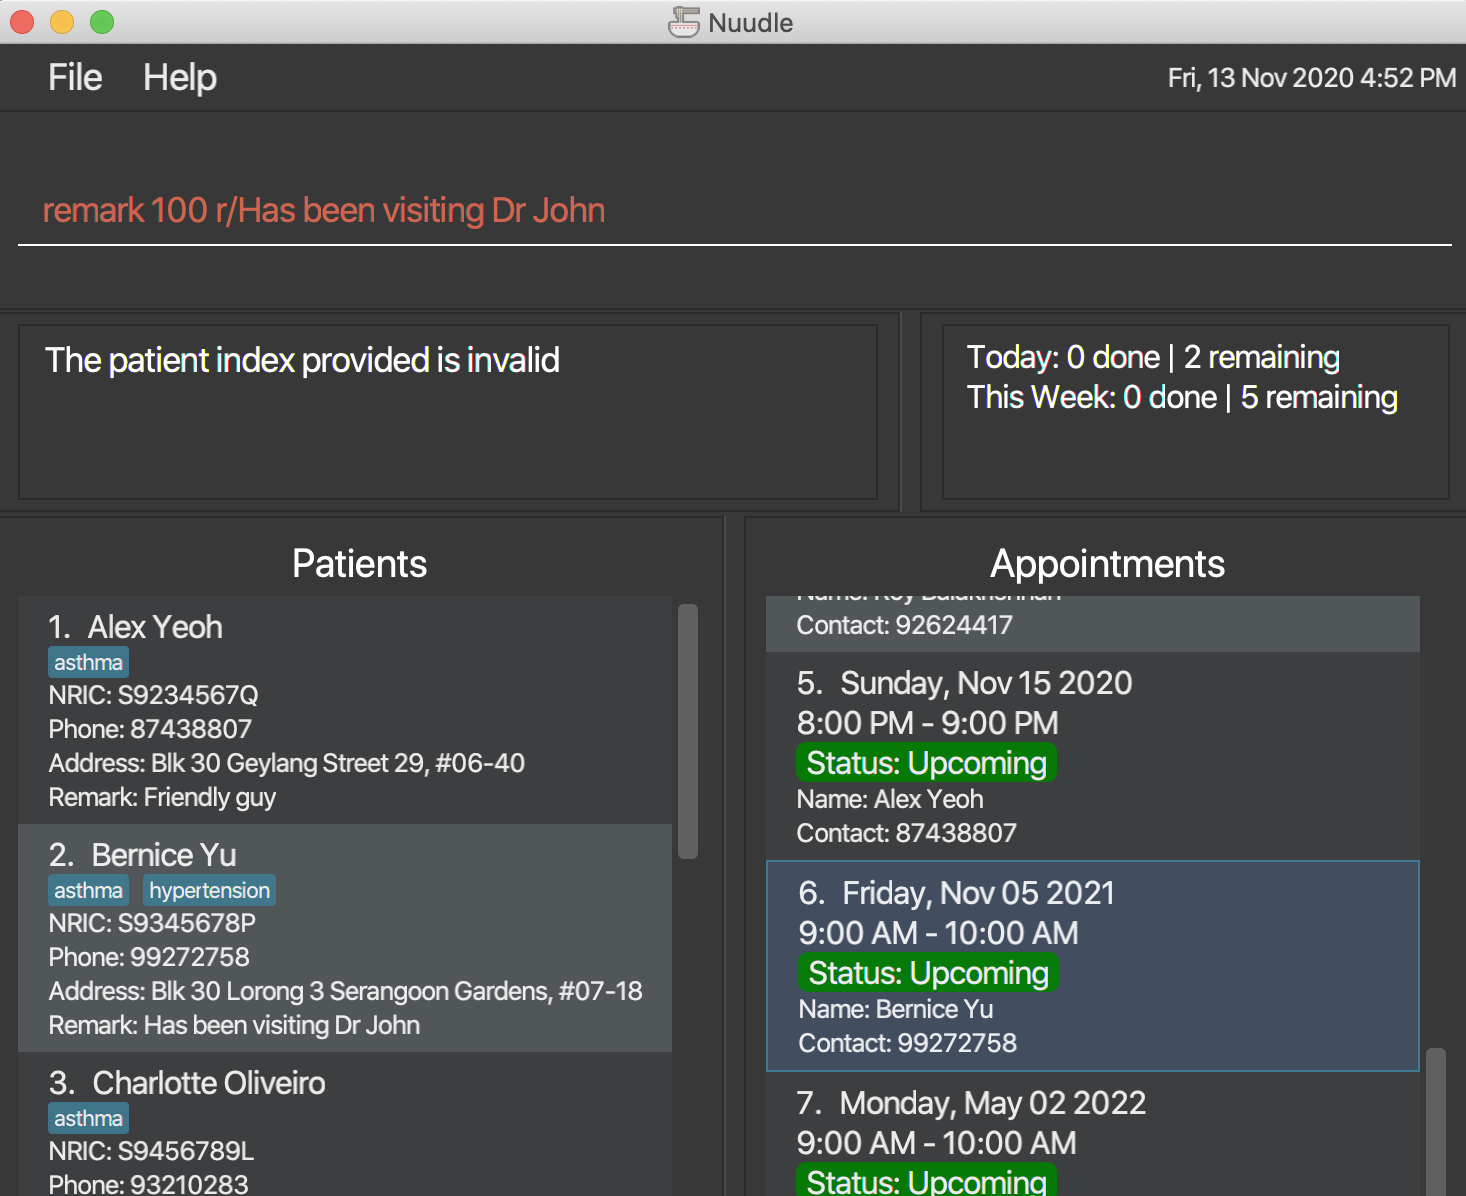 Nuudle
File Help
Fri, 13 Nov 2020 4:52 PM
remark 100 r/Has been visiting Dr John
The patient index provided is invalid
Today: 0 done | 2 remaining
This Week: 0 done | 5 remaining
Patients
1. Alex Yeoh
asthma
NRIC: S9234567Q
Phone: 87438807
Address: Blk 30 Geylang Street 29, #06-40
Remark: Friendly guy
2. Bernice Yu
asthma hypertension
NRIC: S9345678P
Phone: 99272758
Address: Blk 30 Lorong 3 Serangoon Gardens, #07-18
Remark: Has been visiting Dr John
3. Charlotte Oliveiro
asthma
NRIC: S9456789L
Phone: 93210283
Appointments
Name: Roy Balakrishnan
Contact: 92624417
5. Sunday, Nov 15 2020
8:00 PM - 9:00 PM
Status: Upcoming
Name: Alex Yeoh
Contact: 87438807
6. Friday, Nov 05 2021
9:00 AM - 10:00 AM
Status: Upcoming
Name: Bernice Yu
Contact: 99272758
7. Monday, May 02 2022
9:00 AM - 10:00 AM
Status: Upcoming